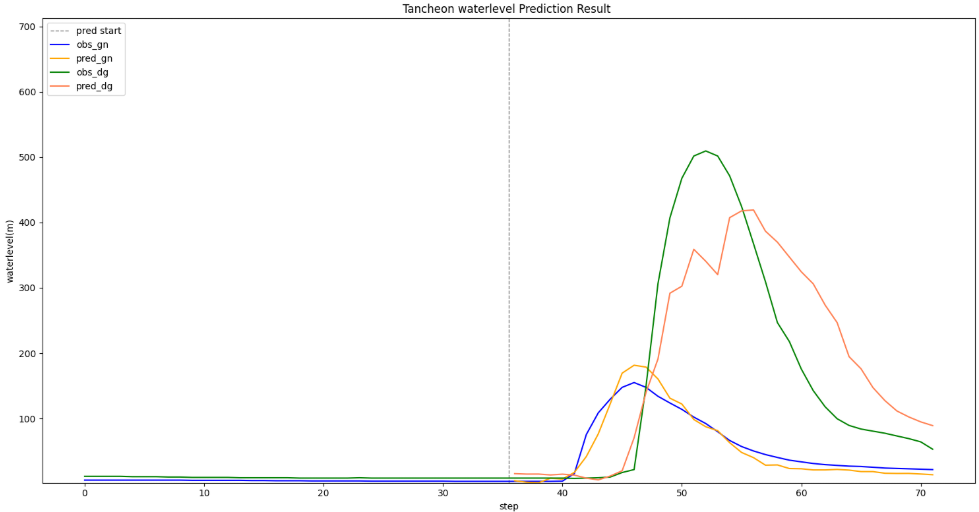 Tancheon waterlevel Prediction Result
700
600
500
400
300
200
100
waterlevel(m)
pred start
obs_gn
pred_gn
obs_dg
pred_dg
0 10 20 30 40 50 60 70
step